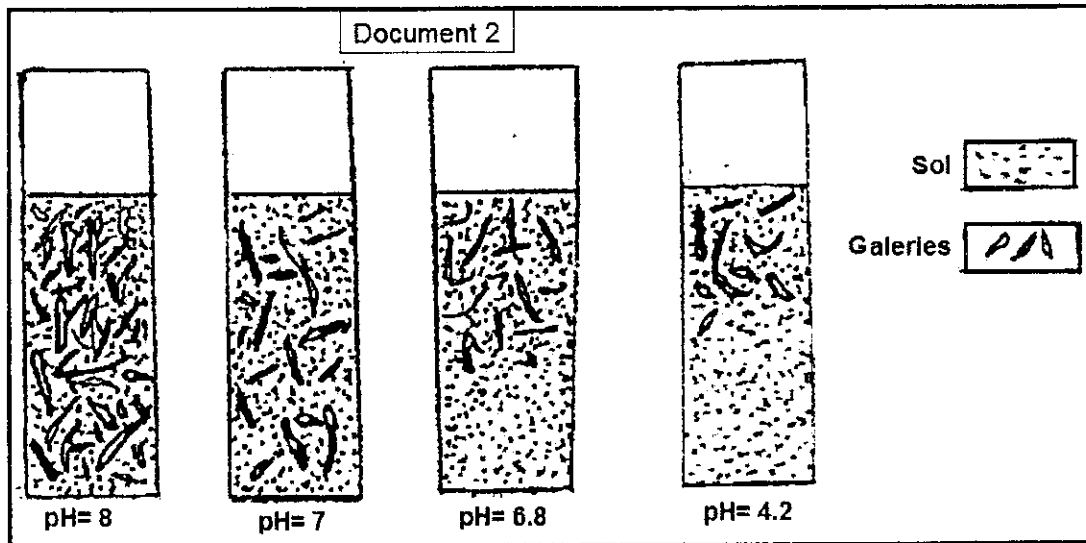 Document 2
Sol
Galeries
pH= 8
pH= 7
pH= 6.8
pH= 4.2